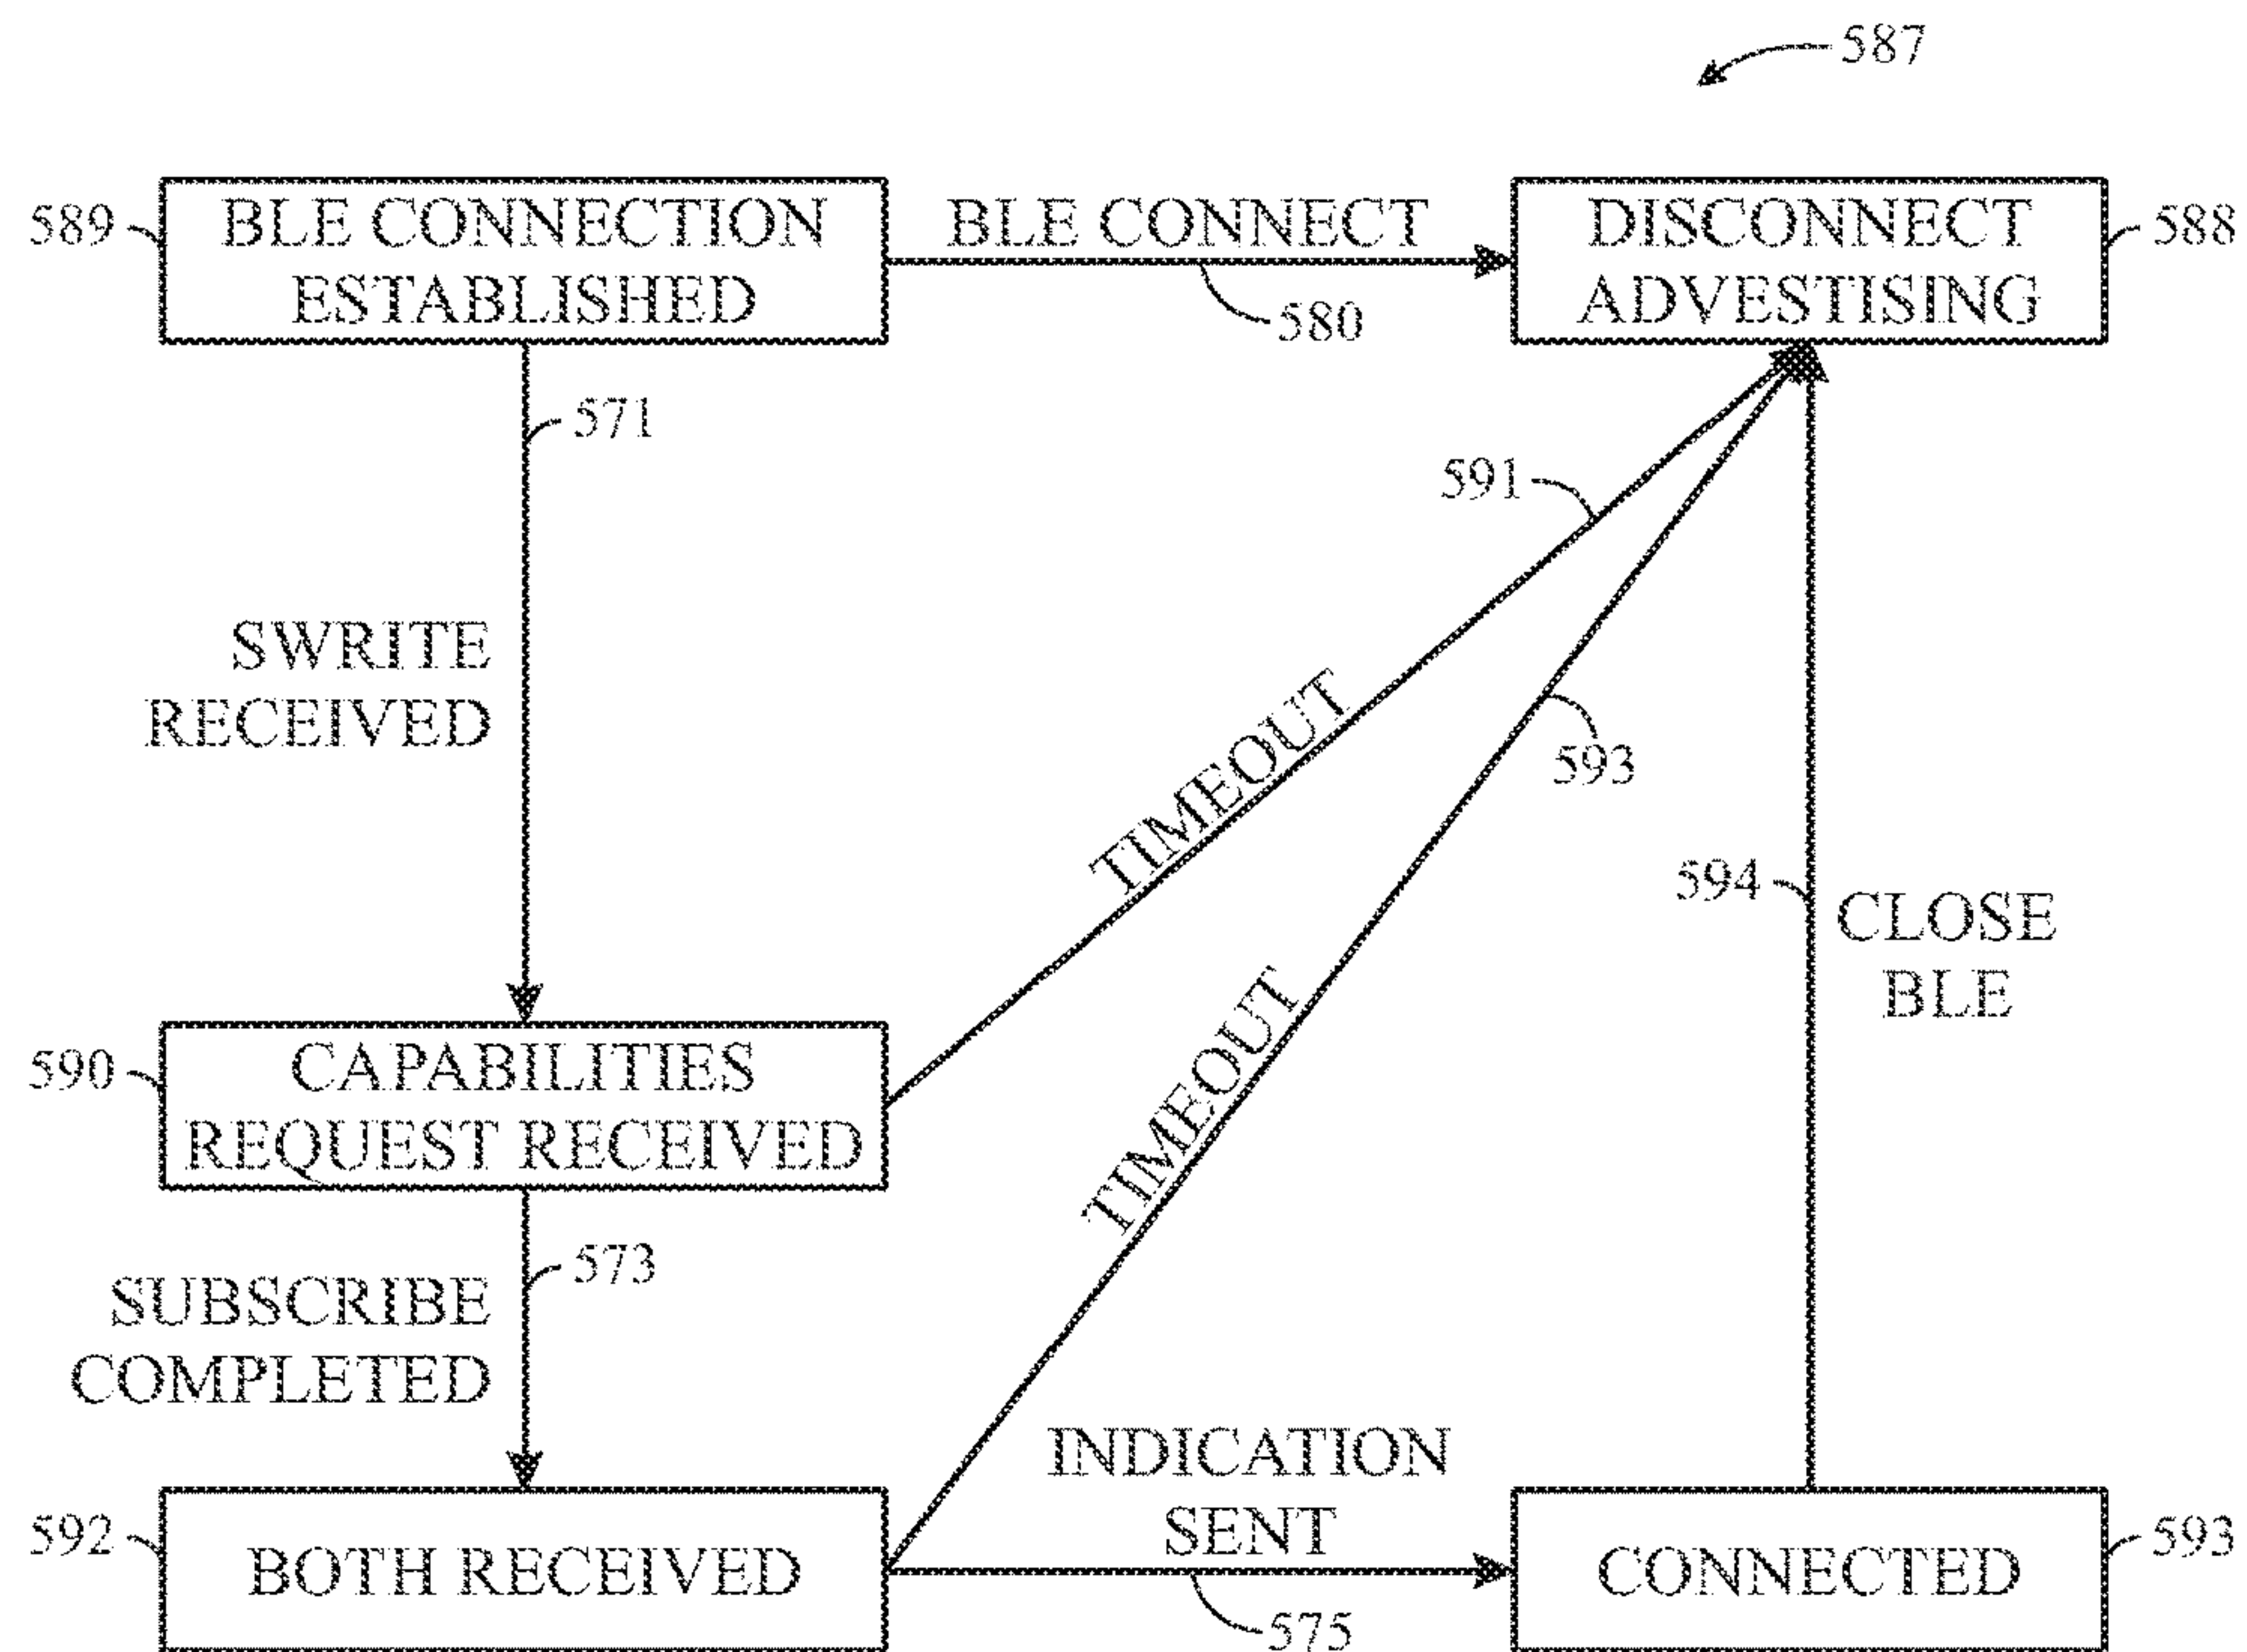 587
589
BLE CONNECTION
ESTABLISHED
BLE CONNECT
580
DISCONNECT
ADVESTISING
588
571
591
SWRITE
RECEIVED
TIMEOUT
593
594
CLOSE
BLE
590
CAPABILITIES
REQUEST RECEIVED
TIMEOUT
573
SUBSCRIBE
COMPLETED
INDICATION
SENT
592
BOTH RECEIVED
575
CONNECTED
593